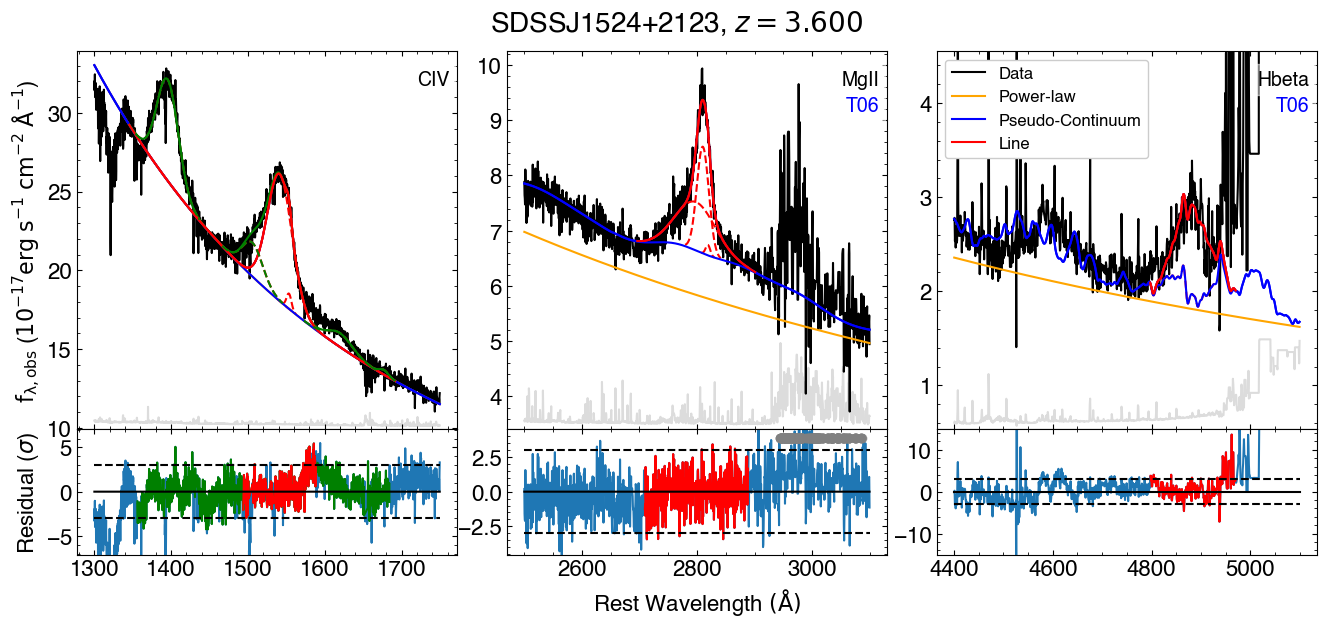 SDSSJ1524+2123, z = 3.600
f_λ,obs (10⁻¹⁷erg s⁻¹ cm⁻² Å⁻¹)
30
25
20
15
10
CIV
10
9
8
7
6
5
4
MgII
T06
4
3
2
1
Data
Power-law
Pseudo-Continuum
Line
Hbeta
T06
Residual (σ)
5
0
−5
2.5
0.0
−2.5
10
0
−10
1300 1400 1500 1600 1700
2600 2800 3000
4400 4600 4800 5000
Rest Wavelength (Å)